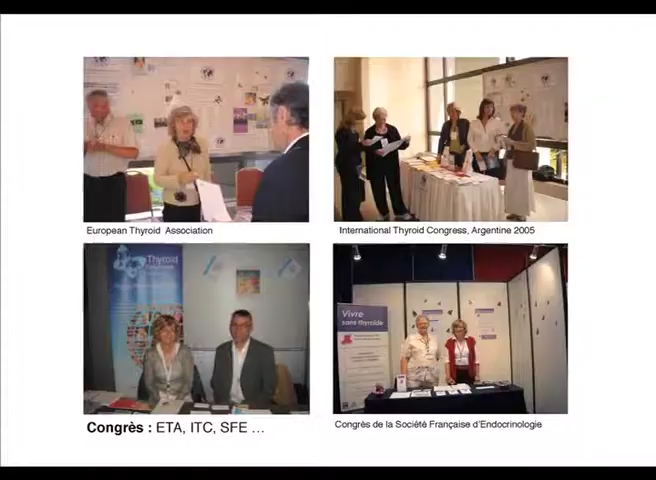 European Thyroid Association
International Thyroid Congress, Argentine 2005
Thyroid
Vivre
sans thyroïde
Congrès : ETA, ITC, SFE ...
Congrès de la Société Française d'Endocrinologie